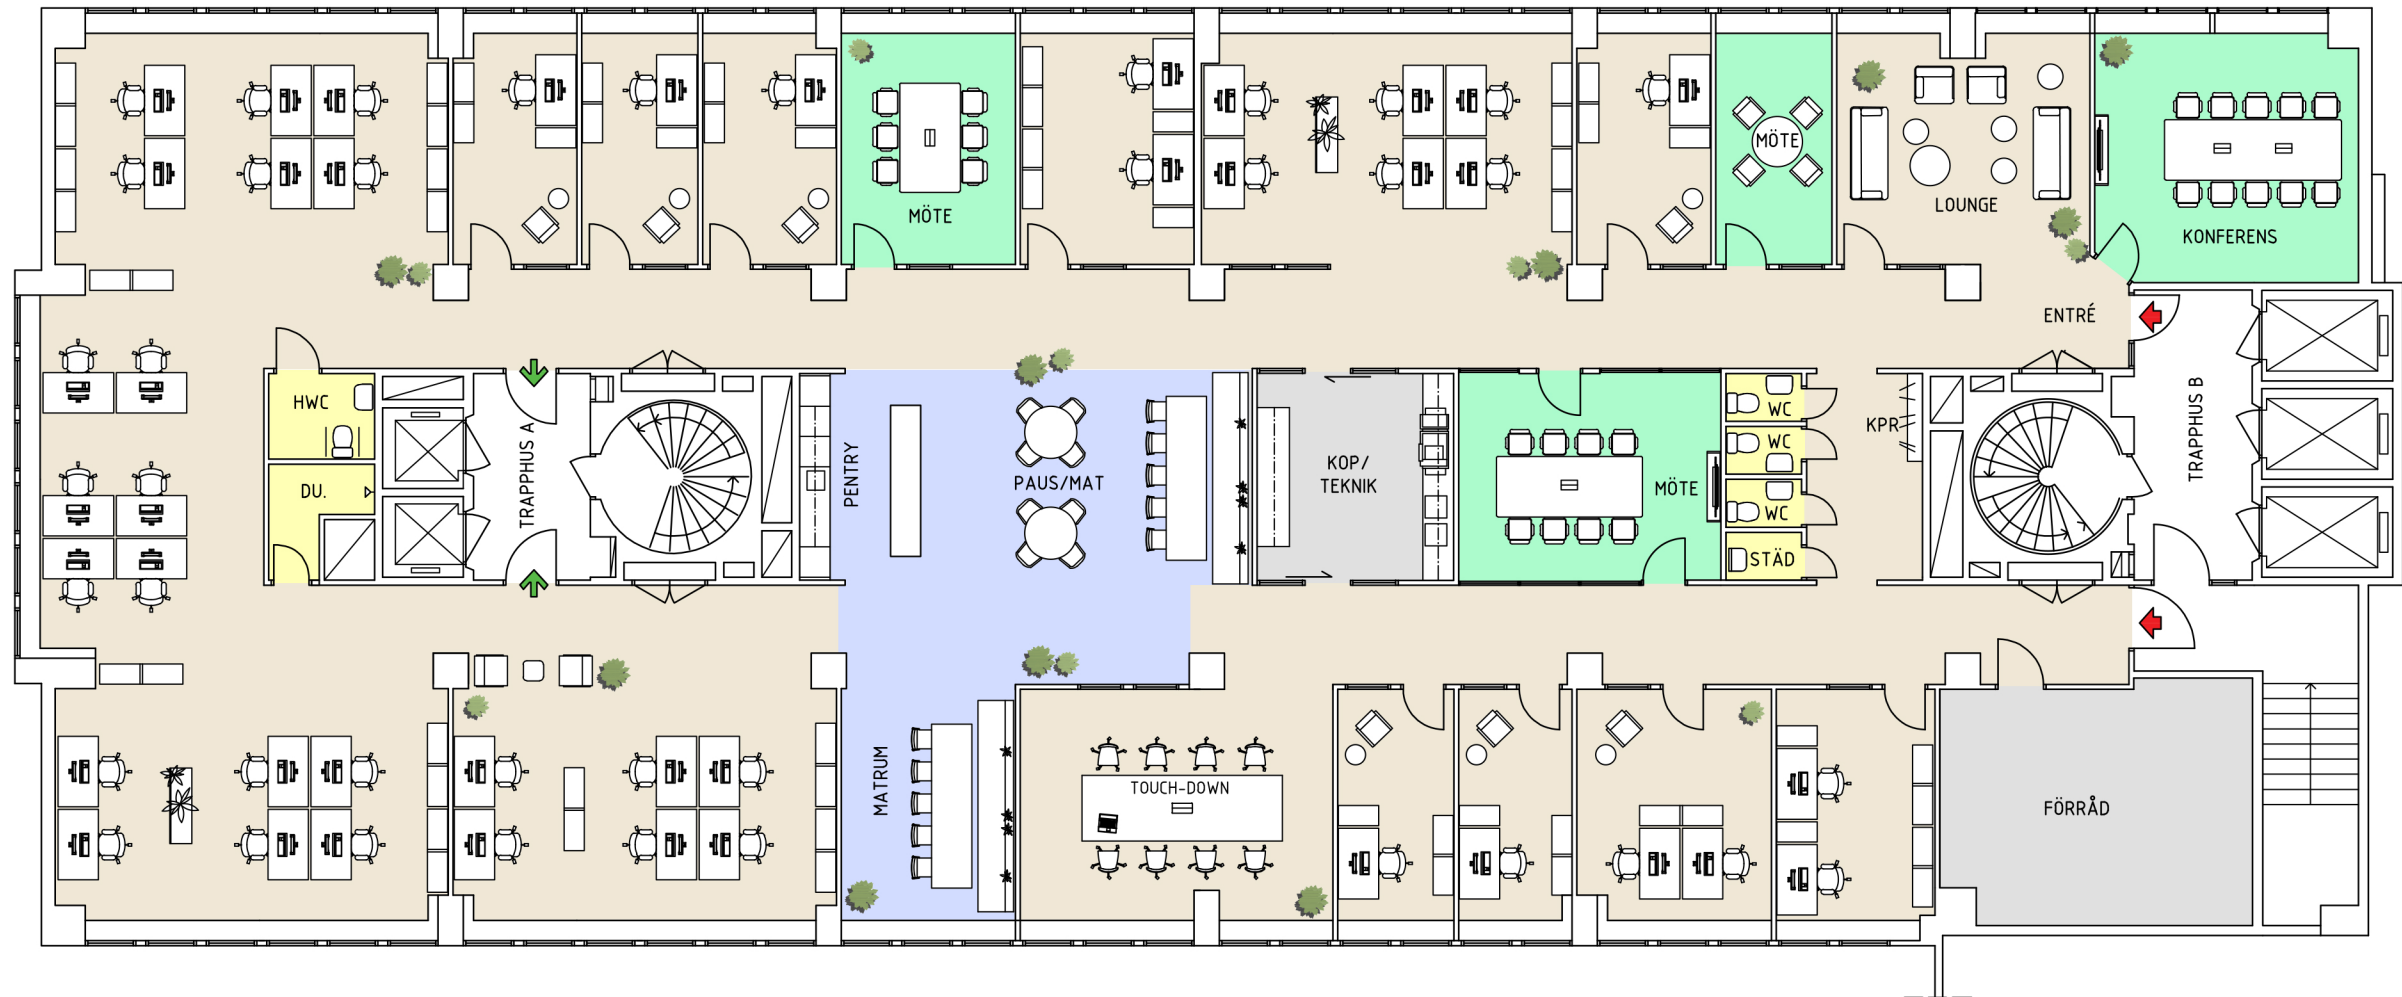 MÖTE
MÖTE
LOUNGE
KONFERENS
ENTRÉ
HWC
DU.
TRAPPHUS A
PENTRY
PAUS/MAT
KOP/
TEKNIK
MÖTE
WC
WC
WC
STÄD
KPR
TRAPPHUS B
MATRUM
TOUCH-DOWN
FÖRRÅD